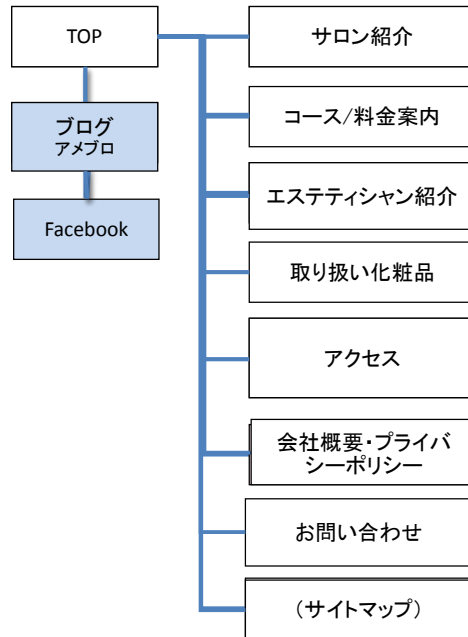 TOP
ブログ
アメブロ
Facebook
サロン紹介
コース/料金案内
エステティシャン紹介
取り扱い化粧品
アクセス
会社概要・プライバ
シーポリシー
お問い合わせ
（サイトマップ）